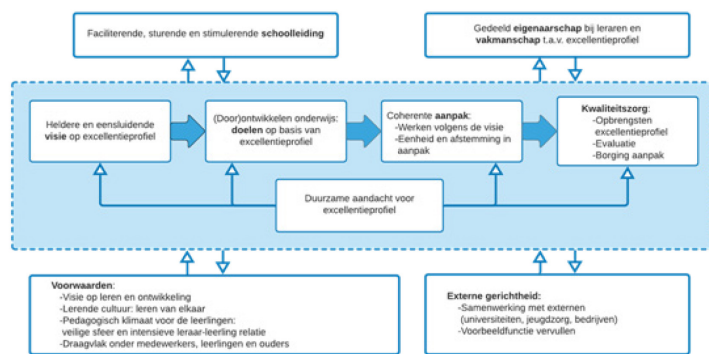 Faciliterende, sturende en stimulerende schoolleiding
Gedeeld eigenaarschap bij leraren en
vakmanschap t.a.v. excellentieprofiel
Heldere en eensluidende
visie op excellentieprofiel
(Door)ontwikkelen onderwijs:
doelen op basis van
excellentieprofiel
Coherente aanpak:
-Werken volgens de visie
-Eenheid en afstemming in
aanpak
Kwaliteitszorg:
-Opbrengsten
excellentieprofiel
-Evaluatie
-Borging aanpak
Duurzame aandacht voor
excellentieprofiel
Voorwaarden:
-Visie op leren en ontwikkeling
-Lerende cultuur: leren van elkaar
-Pedagogisch klimaat voor de leerlingen:
veilige sfeer en intensieve leraar-leerling relatie
-Draagvlak onder medewerkers, leerlingen en ouders
Externe gerichtheid:
-Samenwerking met externen
(universiteiten, jeugdzorg, bedrijven)
-Voorbeeldfunctie vervullen